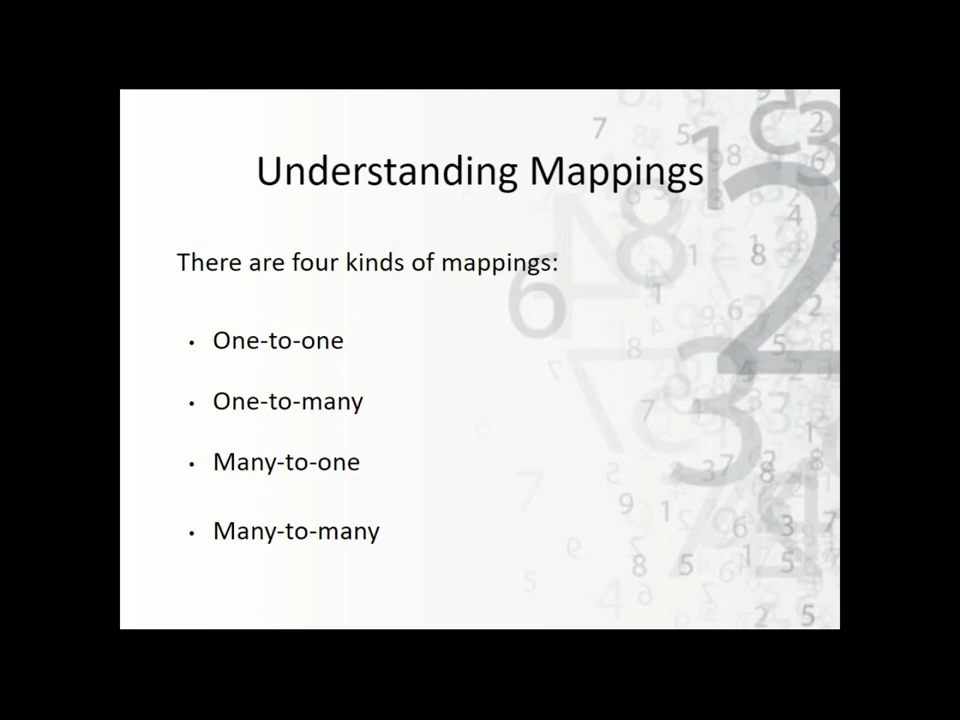 Understanding Mappings
There are four kinds of mappings:
• One-to-one
• One-to-many
• Many-to-one
• Many-to-many